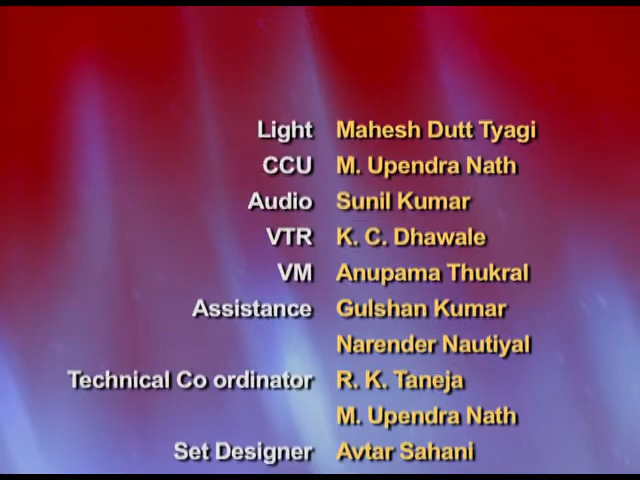 Light Mahesh Dutt Tyagi
CCU M. Upendra Nath
Audio Sunil Kumar
VTR K. C. Dhawale
VM Anupama Thukral
Assistance Gulshan Kumar
Narender Nautiyal
Technical Co ordinator R. K. Taneja
M. Upendra Nath
Set Designer Avtar Sahani